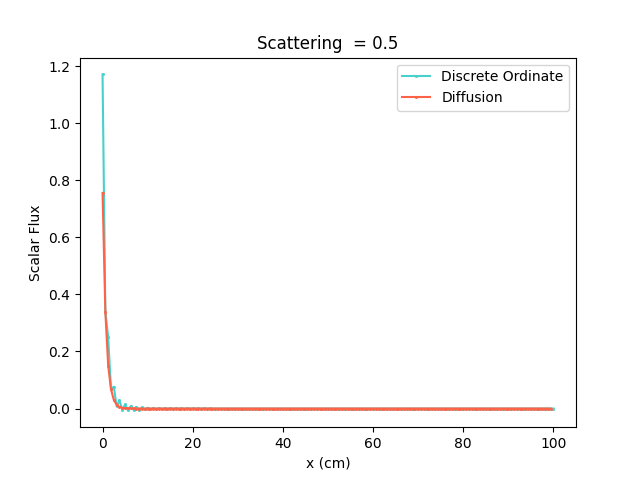 Scattering  = 0.5
Discrete Ordinate
Diffusion
Scalar Flux
1.2
1.0
0.8
0.6
0.4
0.2
0.0
0 20 40 60 80 100
x (cm)